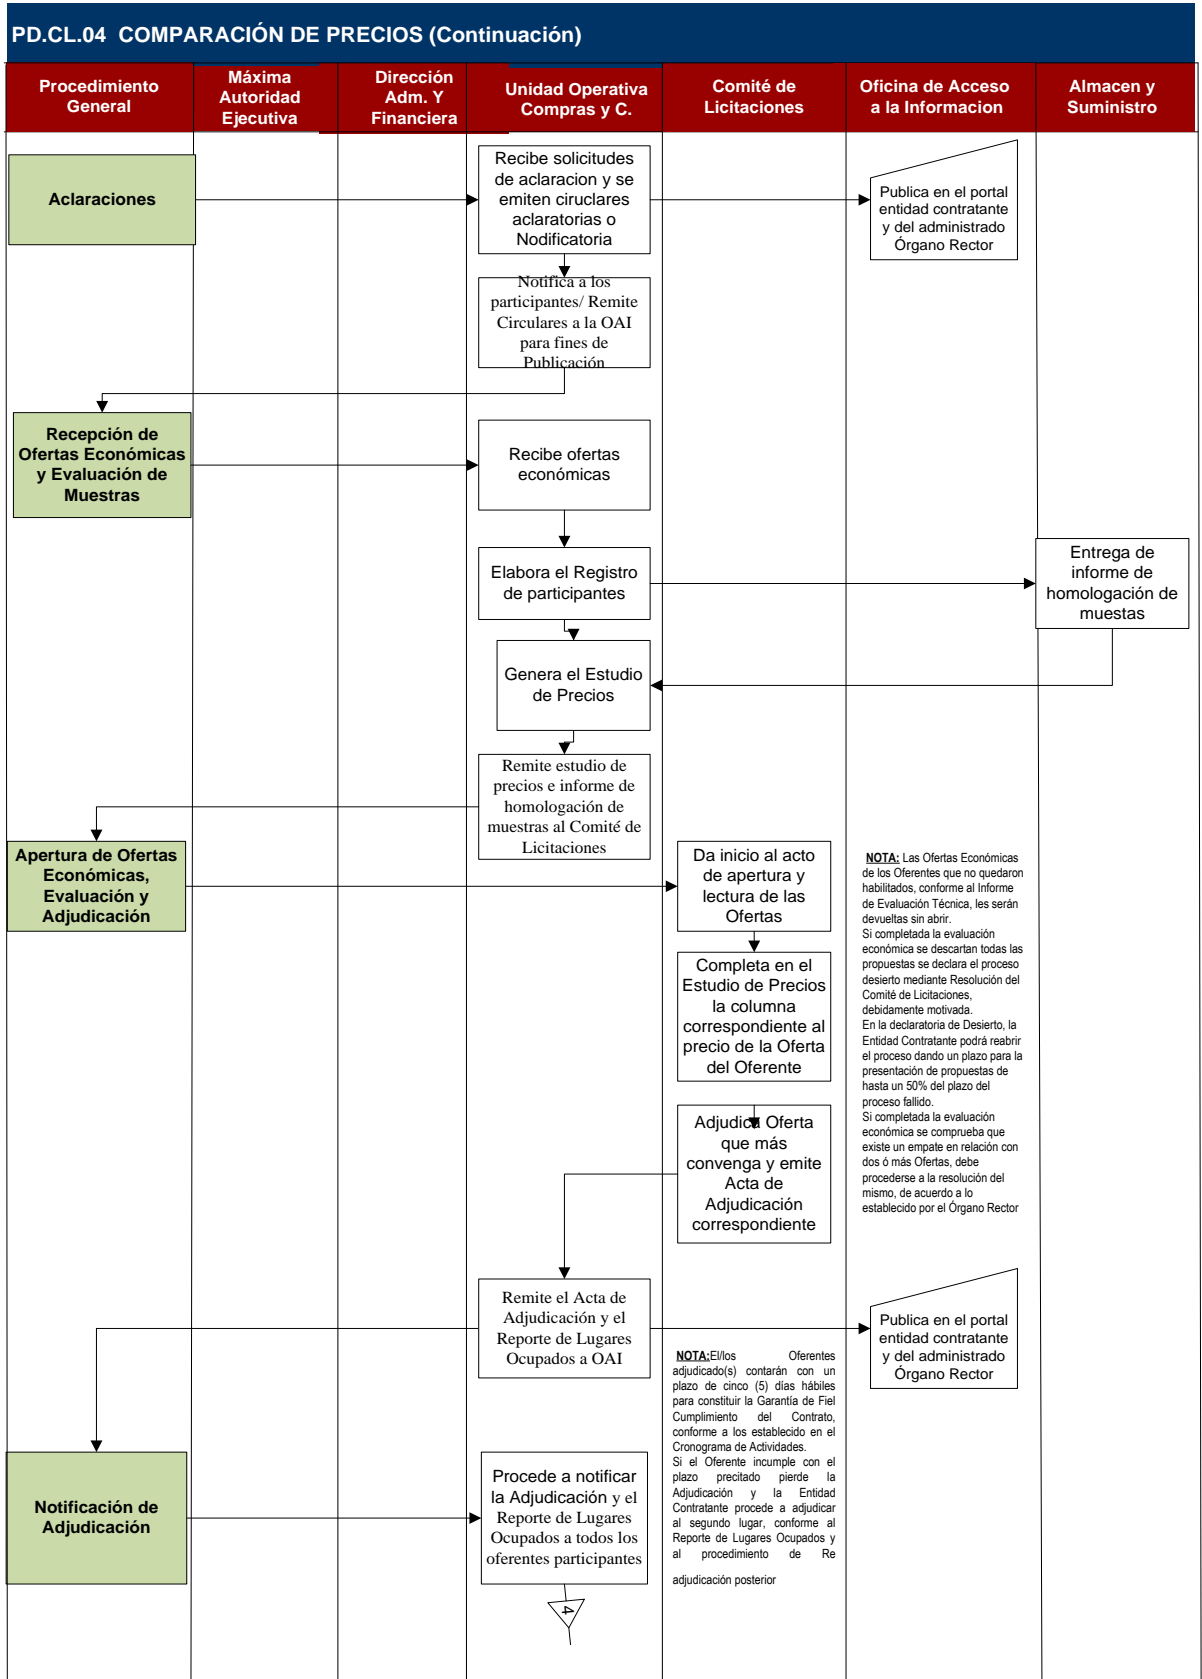 PD.CL.04 COMPARACIÓN DE PRECIOS (Continuación)
Procedimiento
General
Máxima
Autoridad
Ejecutiva
Dirección
Adm. Y
Financiera
Unidad Operativa
Compras y C.
Comité de
Licitaciones
Oficina de Acceso
a la Informacion
Almacen y
Suministro
Aclaraciones
Recibe solicitudes
de aclaracion y se
emiten ciruclares
aclaratorias o
Nodificatoria
Publica en el portal
entidad contratante
y del administrado
Órgano Rector
Notifica a los
participantes/ Remite
Circulares a la OAI
para fines de
Publicación
Recepción de
Ofertas Económicas
y Evaluación de
Muestras
Recibe ofertas
económicas
Elabora el Registro
de participantes
Entrega de
informe de
homologación de
muestas
Genera el Estudio
de Precios
Remite estudio de
precios e informe de
homologación de
muestras al Comité de
Licitaciones
Apertura de Ofertas
Económicas,
Evaluación y
Adjudicación
Da inicio al acto
de apertura y
lectura de las
Ofertas
Completa en el
Estudio de Precios
la columna
correspondiente al
precio de la Oferta
del Oferente
Adjudica Oferta
que más
convenga y emite
Acta de
Adjudicación
correspondiente
NOTA: Las Ofertas Económicas
de los Oferentes que no quedaron
habilitados, conforme al Informe
de Evaluación Técnica, les serán
devueltas sin abrir.
Si completada la evaluación
económica se descartan todas las
propuestas se declara el proceso
desierto mediante Resolución del
Comité de Licitaciones,
debidamente motivada.
En la declaratoria de Desierto, la
Entidad Contratante podrá reabrir
el proceso dando un plazo para la
presentación de propuestas de
hasta un 50% del plazo del
proceso fallido.
Si completada la evaluación
económica se comprueba que
existe un empate en relación con
dos ó más Ofertas, debe
procederse a la resolución del
mismo, de acuerdo a lo
establecido por el Órgano Rector
Remite el Acta de
Adjudicación y el
Reporte de Lugares
Ocupados a OAI
Publica en el portal
entidad contratante
y del administrado
Órgano Rector
NOTA:El/los Oferentes
adjudicado(s) contarán con un
plazo de cinco (5) días hábiles
para constituir la Garantía de Fiel
Cumplimiento del Contrato,
conforme a los establecido en el
Cronograma de Actividades.
Si el Oferente incumple con el
plazo precitado pierde la
Adjudicación y la Entidad
Contratante procede a adjudicar
al segundo lugar, conforme al
Reporte de Lugares Ocupados y
al procedimiento de Re
adjudicación posterior
Notificación de
Adjudicación
Procede a notificar
la Adjudicación y el
Reporte de Lugares
Ocupados a todos los
oferentes participantes
4